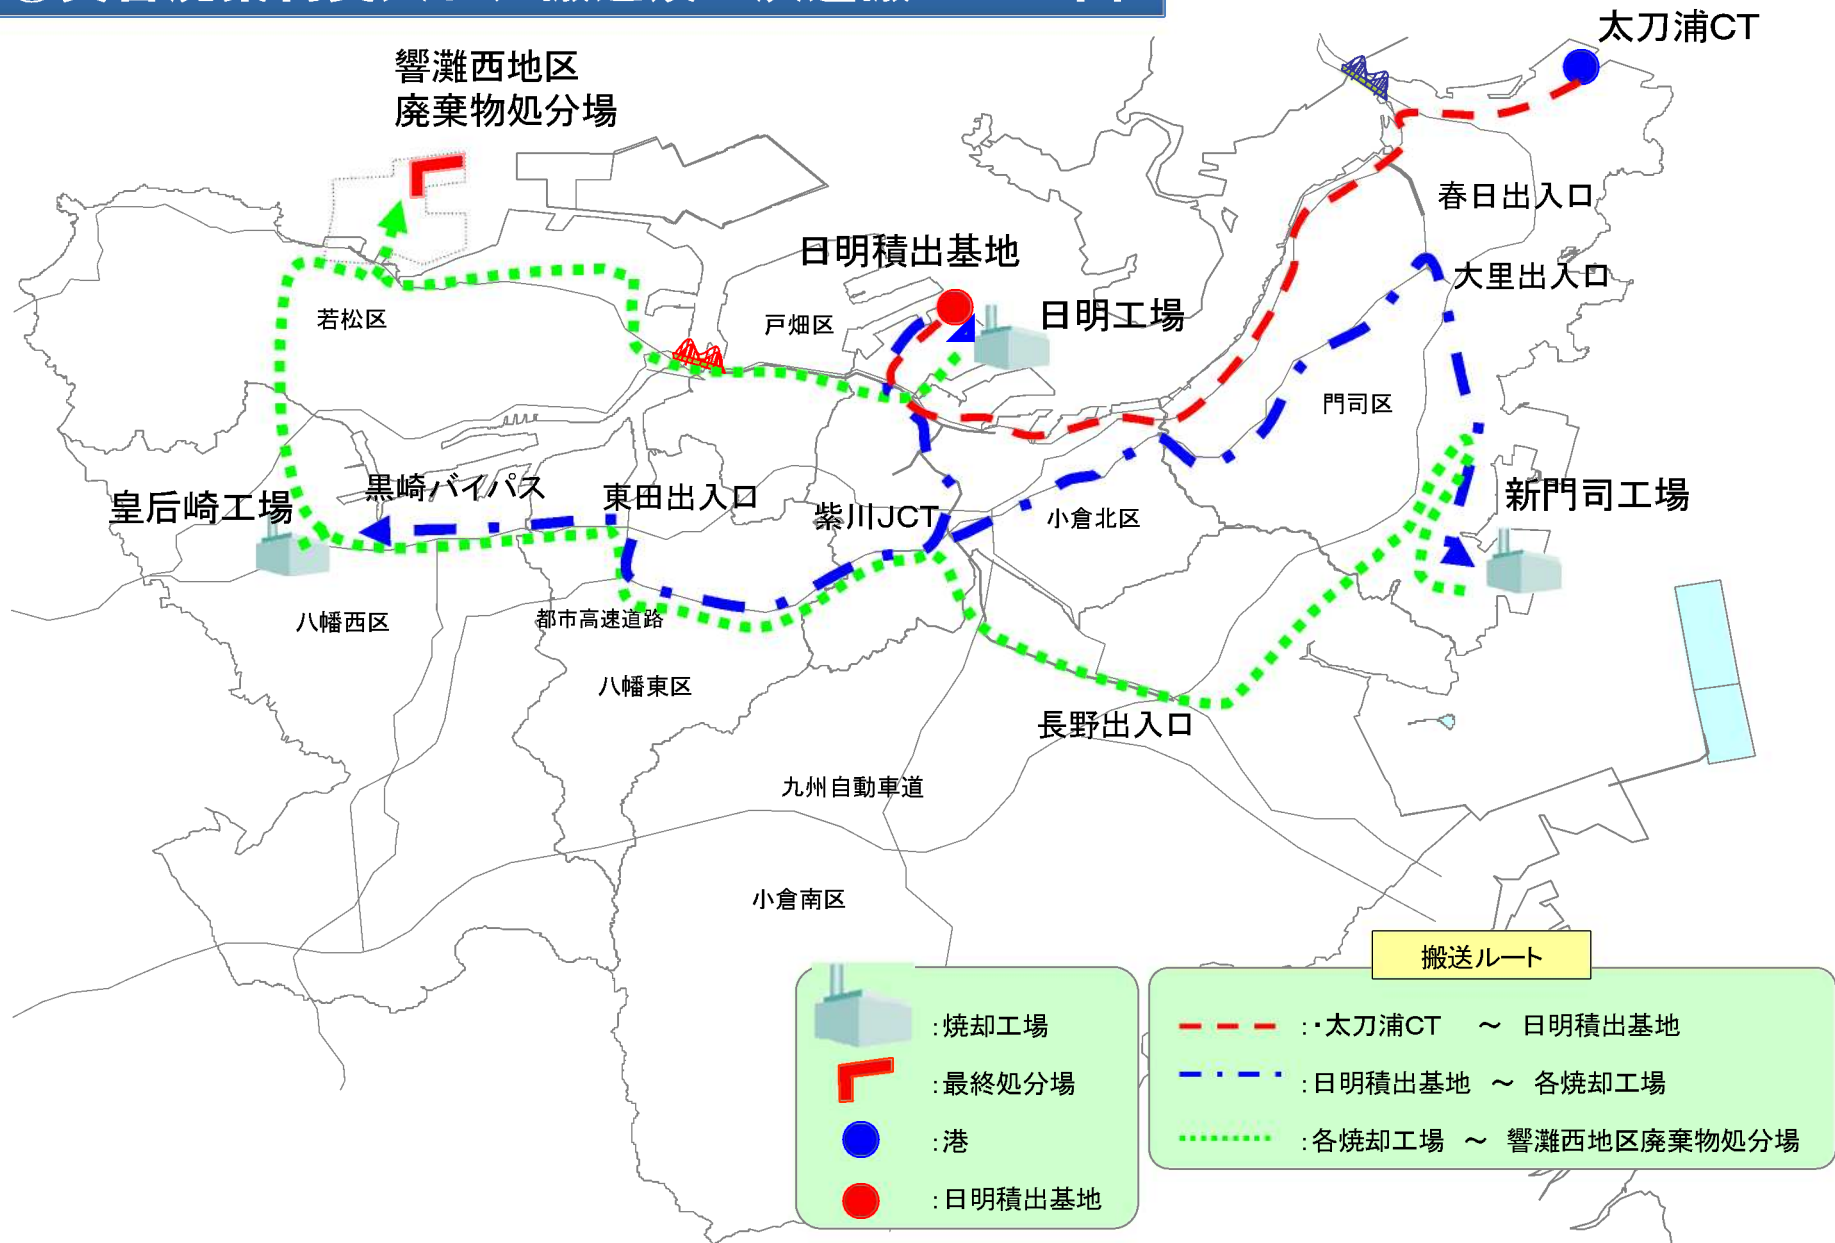 太刀浦CT
響灘西地区
廃棄物処分場
春日出入口
日明積出基地
大里出入口
日明工場
若松区
戸畑区
門司区
黒崎バイパス
東田出入口
皇后崎工場
紫川JCT
小倉北区
新門司工場
八幡西区
都市高速道路
八幡東区
長野出入口
九州自動車道
小倉南区
搬送ルート
:焼却工場
:最終処分場
:港
:日明積出基地
:・太刀浦CT ～ 日明積出基地
:日明積出基地 ～ 各焼却工場
:各焼却工場 ～ 響灘西地区廃棄物処分場